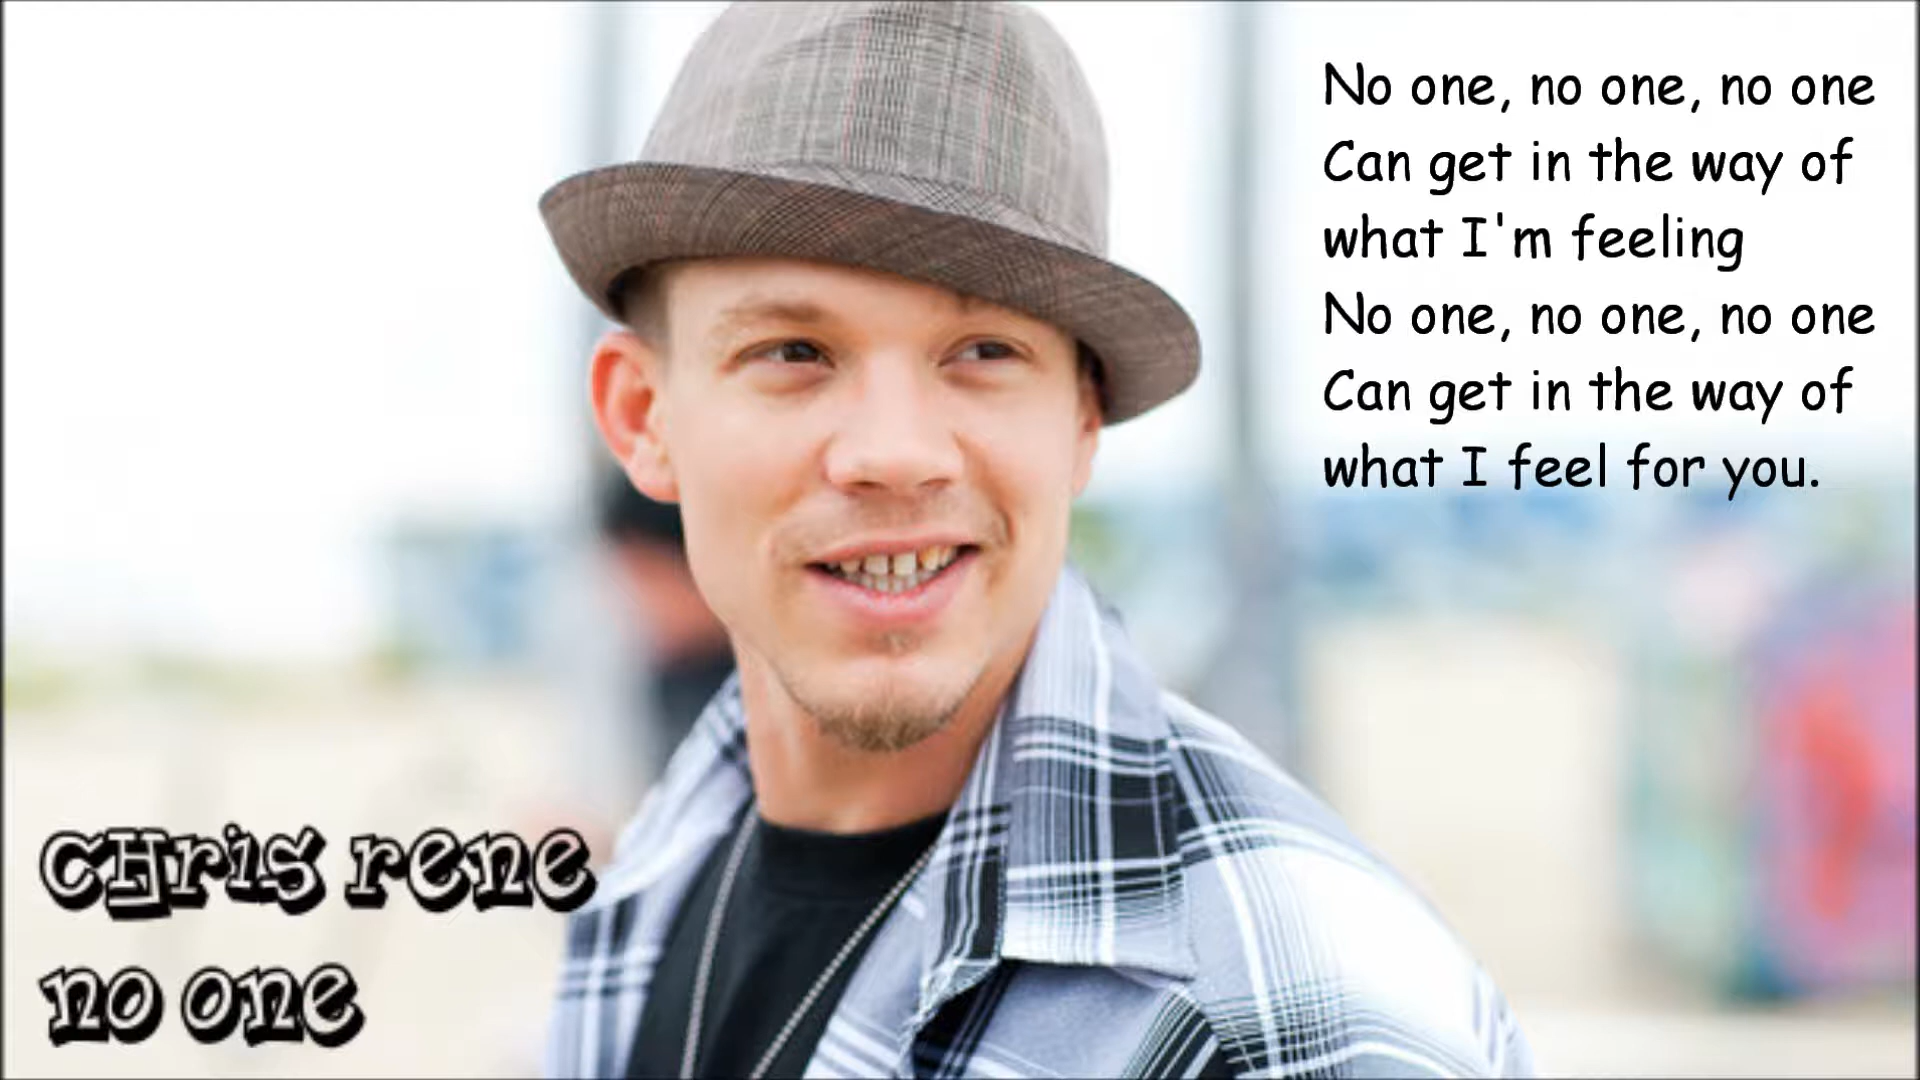 No one, no one, no one
Can get in the way of
what I'm feeling
No one, no one, no one
Can get in the way of
what I feel for you.
CHris rene
no one